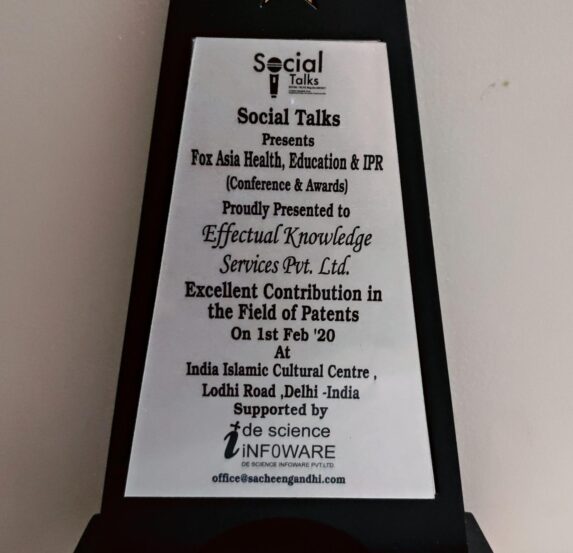 Social
Talks
Social Talks
Presents
Fox Asia Health, Education & IPR
(Conference & Awards)
Proudly Presented to
Effectual Knowledge
Services Pvt. Ltd.
Excellent Contribution in
the Field of Patents
On 1st Feb '20
At
India Islamic Cultural Centre ,
Lodhi Road ,Delhi -India
Supported by
de science
iNFOWARE
DE SCIENCE INFOWARE PVT.LTD.
office@sacheengandhi.com